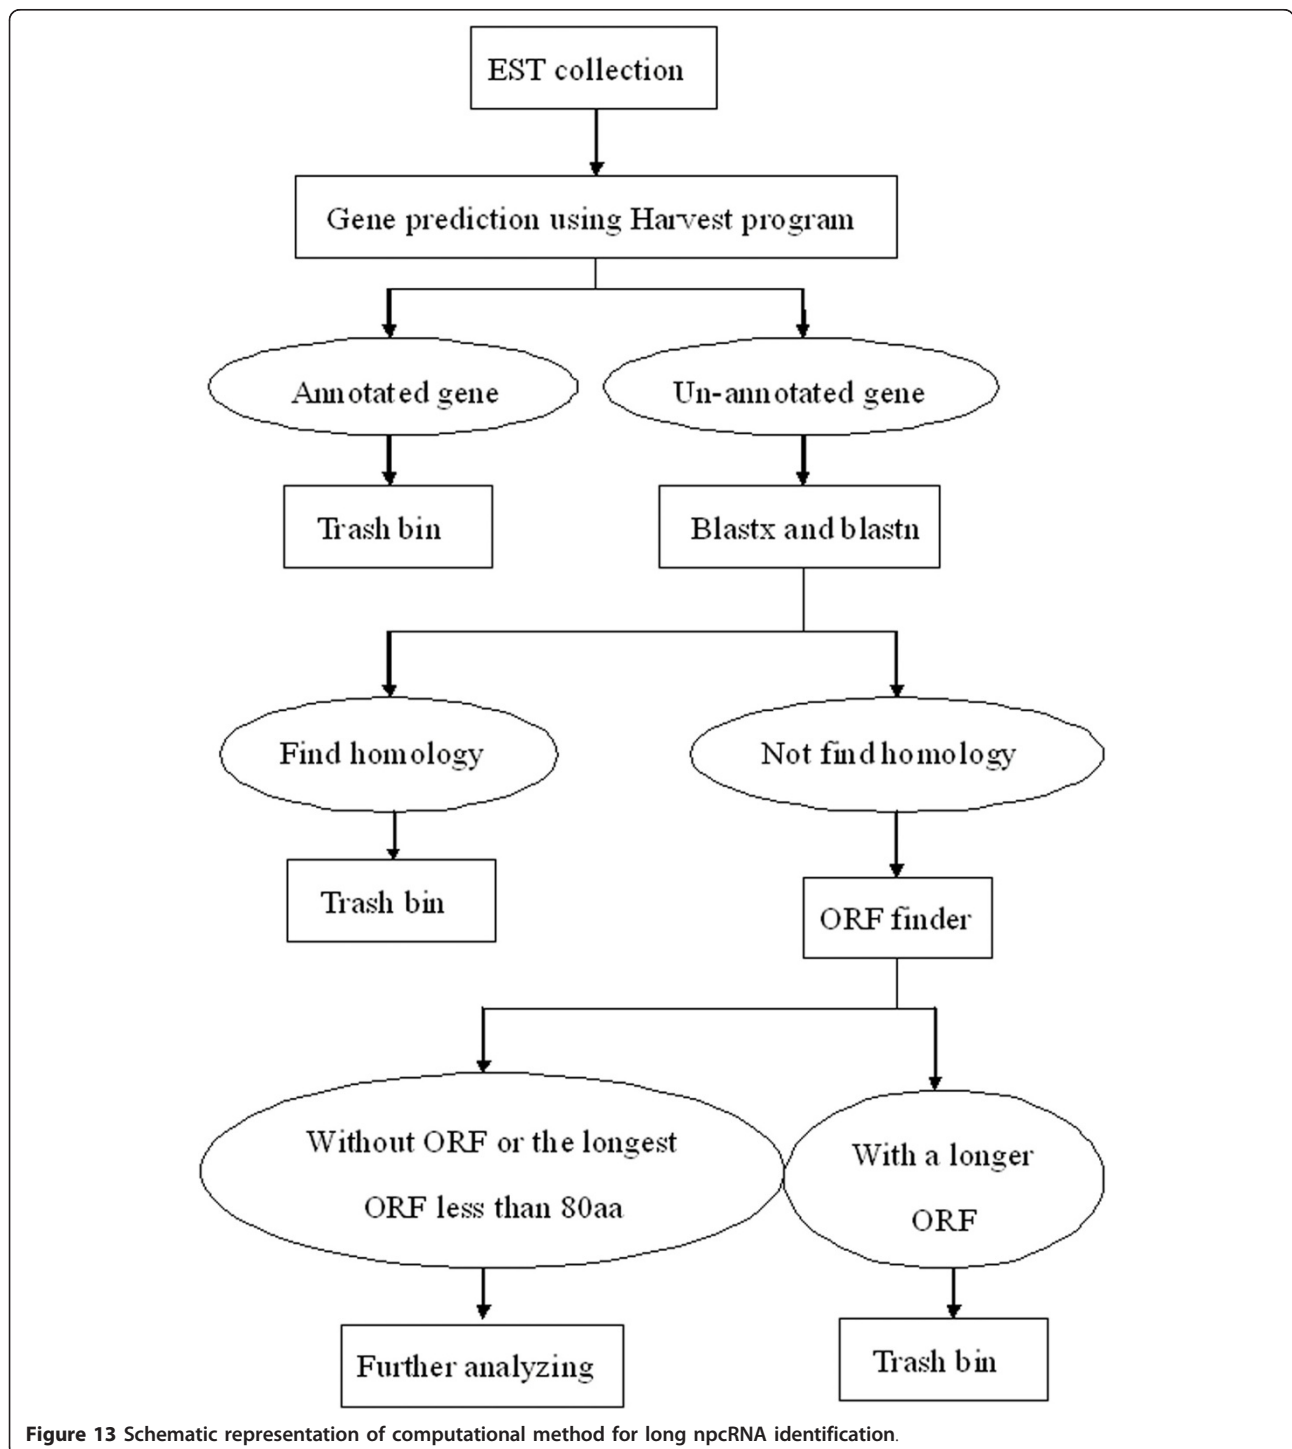 EST collection
Gene prediction using Harvest program
Annotated gene
Un-annotated gene
Trash bin
Blastx and blastn
Find homology
Not find homology
Trash bin
ORF finder
Without ORF or the longest
ORF less than 80aa
With a longer
ORF
Further analyzing
Trash bin
Figure 13 Schematic representation of computational method for long npcRNA identification.